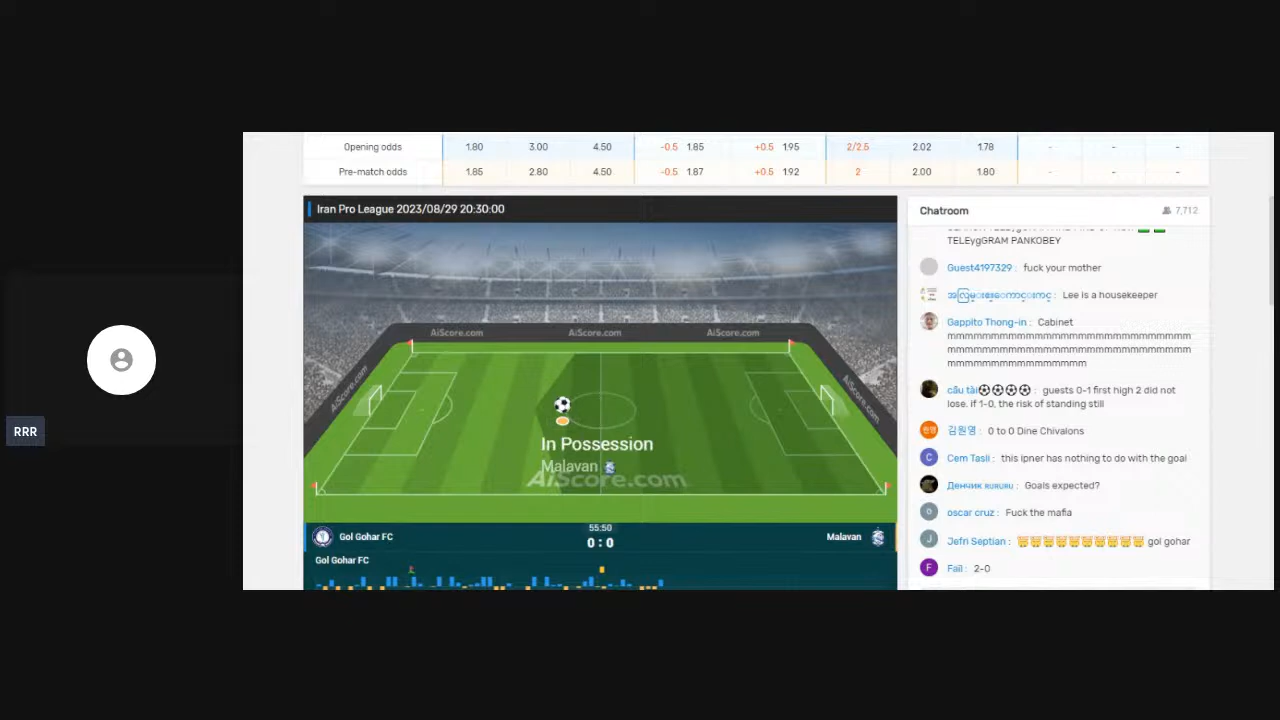 Opening odds 1.80 3.00 4.50 -0.5 1.85 +0.5 1.95 2/2.5 2.02 1.78 - - -
Pre-match odds 1.85 2.80 4.50 -0.5 1.87 +0.5 1.92 2 2.00 1.80 - - -
Iran Pro League 2023/08/29 20:30:00
AiScore.com AiScore.com AiScore.com
AiScore.com AiScore.com
In Possession
Malavan
AiScore.com
55:50
Gol Gohar FC 0 : 0 Malavan
Gol Gohar FC
Chatroom 7,712
TELEygGRAM PANKOBEY
Guest4197329 : fuck your mother
Lee is a housekeeper
Gappito Thong-in : Cabinet
cầu tài⚽⚽⚽⚽ : guests 0-1 first high 2 did not
lose. if 1-0, the risk of standing still
김원영 : 0 to 0 Dine Chivalons
Cem Tasli : this ipner has nothing to do with the goal
Денчик : Goals expected?
oscar cruz : Fuck the mafia
Jefri Septian : gol gohar
Fail : 2-0
RRR